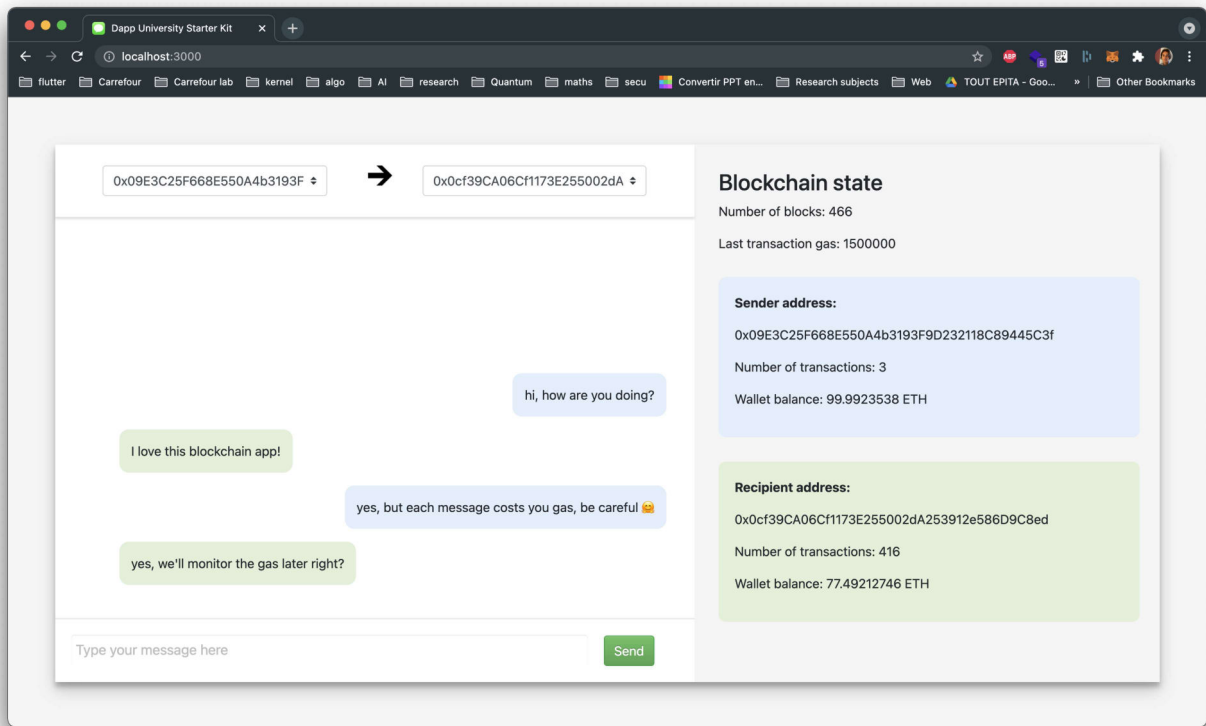 Dapp University Starter Kit
localhost:3000
ABP
5
flutter Carrefour Carrefour lab kernel algo AI research Quantum maths secu Convertir PPT en... Research subjects Web TOUT EPITA - Goo... » Other Bookmarks
0x09E3C25F668E550A4b3193F
0x0cf39CA06Cf1173E255002dA
hi, how are you doing?
I love this blockchain app!
yes, but each message costs you gas, be careful 🤗
yes, we'll monitor the gas later right?
Type your message here
Send
Blockchain state
Number of blocks: 466
Last transaction gas: 1500000
Sender address:
0x09E3C25F668E550A4b3193F9D232118C89445C3f
Number of transactions: 3
Wallet balance: 99.9923538 ETH
Recipient address:
0x0cf39CA06Cf1173E255002dA253912e586D9C8ed
Number of transactions: 416
Wallet balance: 77.49212746 ETH